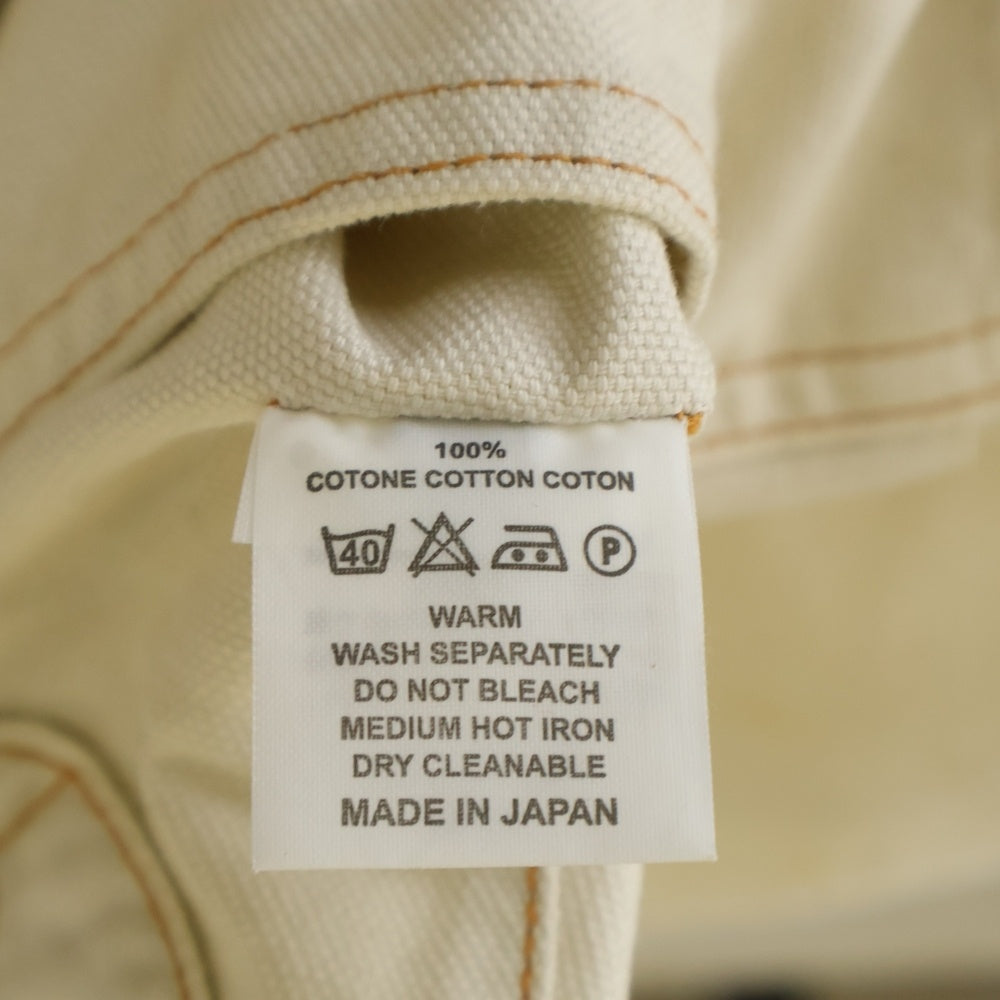 100%
COTONE COTTON COTON
40 P
WARM
WASH SEPARATELY
DO NOT BLEACH
MEDIUM HOT IRON
DRY CLEANABLE
MADE IN JAPAN